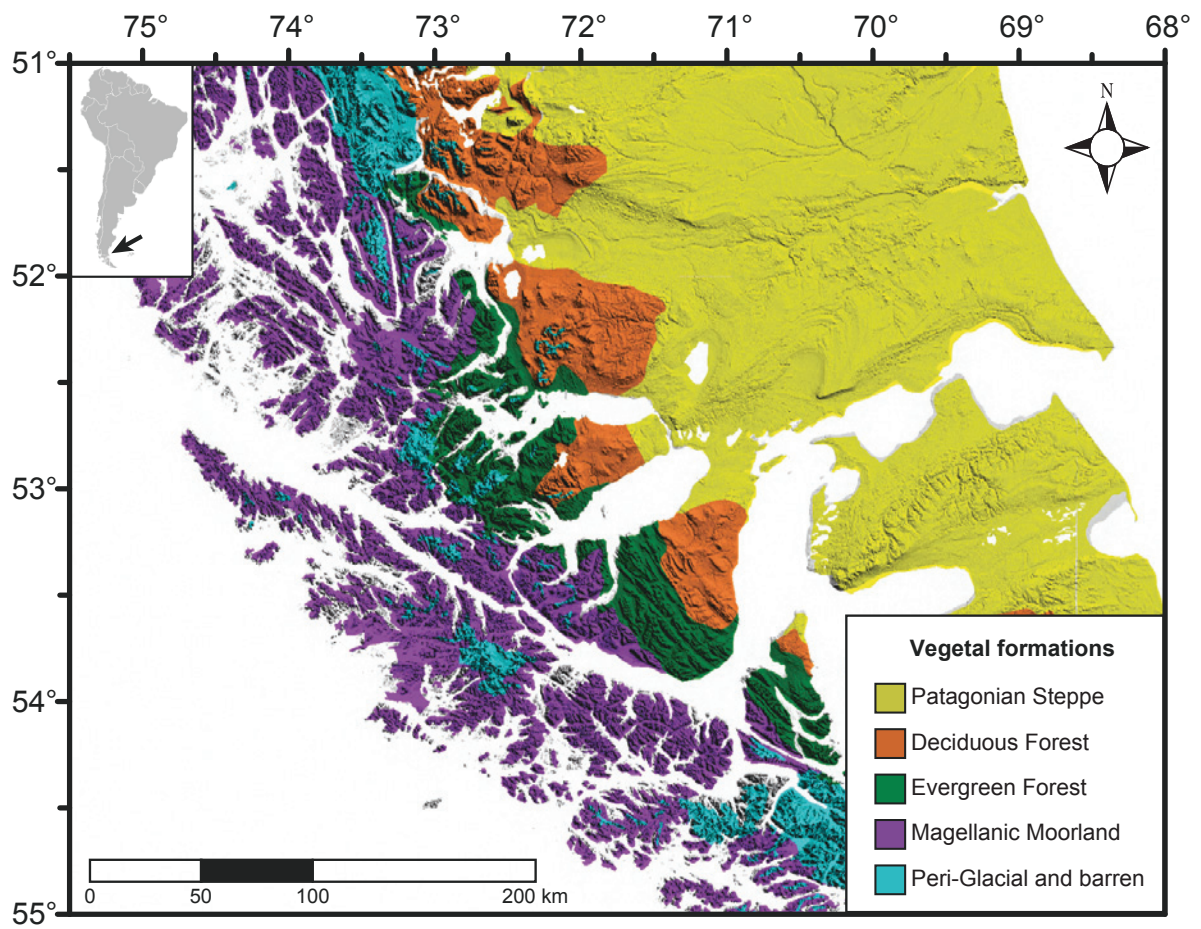 75° 74° 73° 72° 71° 70° 69° 68°
51°
N
52°
53°
54°
55°
Vegetal formations
Patagonian Steppe
Deciduous Forest
Evergreen Forest
Magellanic Moorland
Peri-Glacial and barren
0 50 100 200 km